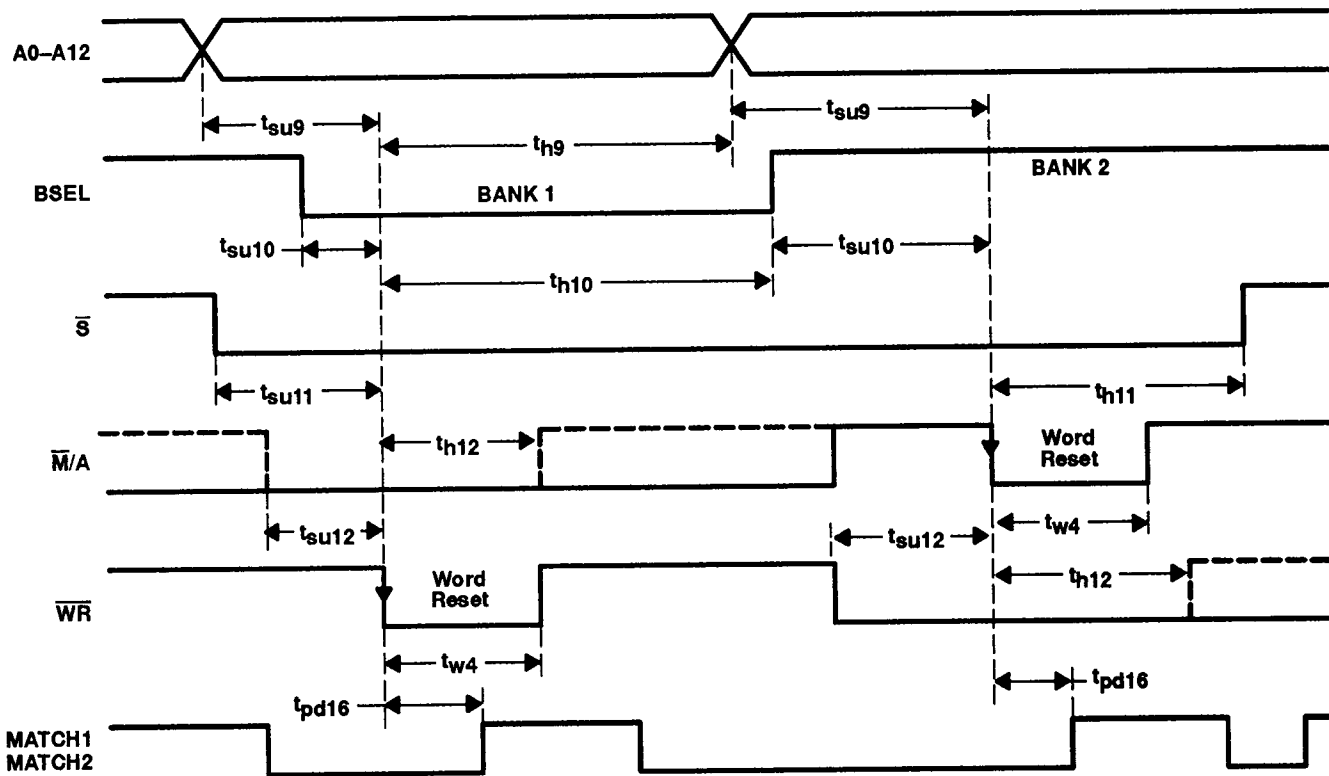 A0–A12
tsu9
th9
tsu9
BSEL
BANK 1
BANK 2
tsu10
tsu10
th10
S̅
tsu11
th11
M̅/A
th12
Word
Reset
tsu12
tsu12
tw4
W̅R̅
Word
Reset
th12
tw4
tpd16
tpd16
MATCH1
MATCH2